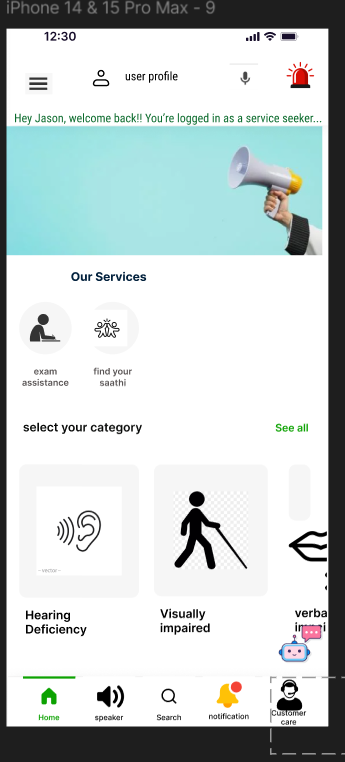 iPhone 14 & 15 Pro Max - 9
12:30
user profile
Hey Jason, welcome back!! You're logged in as a service seeker...
Our Services
exam
assistance
find your
saathi
select your category
See all
~vector~
Hearing
Deficiency
Visually
impaired
verba
impai
Home
speaker
Search
notification
Customer
care